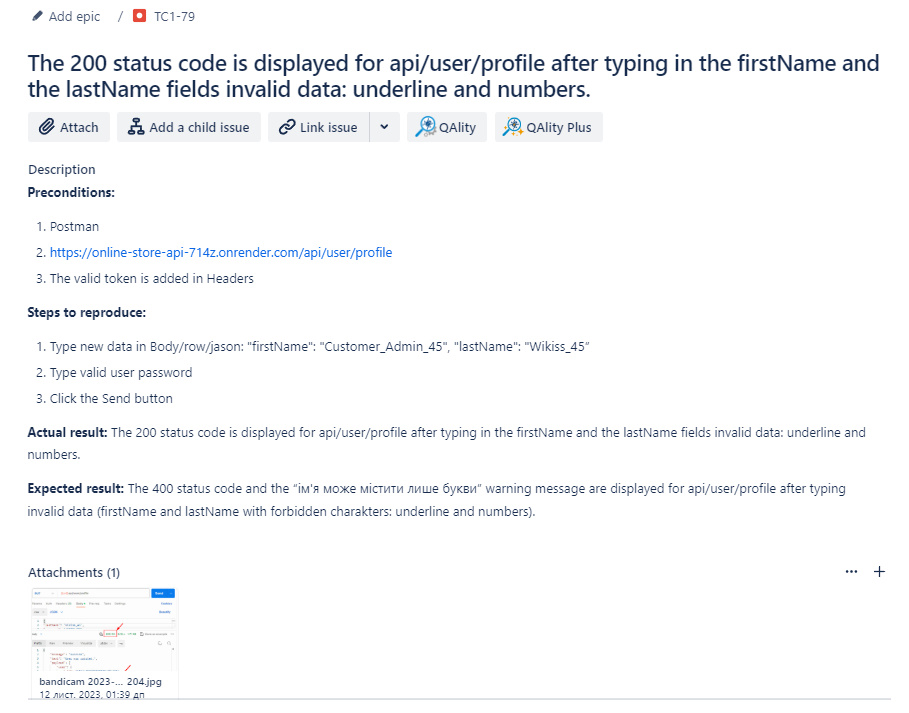 Add epic / TC1-79
The 200 status code is displayed for api/user/profile after typing in the firstName and
the lastName fields invalid data: underline and numbers.
Attach Add a child issue Link issue QAlity QAlity Plus
Description
Preconditions:
1. Postman
2. https://online-store-api-714z.onrender.com/api/user/profile
3. The valid token is added in Headers
Steps to reproduce:
1. Type new data in Body/row/jason: "firstName": "Customer_Admin_45", "lastName": "Wikiss_45"
2. Type valid user password
3. Click the Send button
Actual result: The 200 status code is displayed for api/user/profile after typing in the firstName and the lastName fields invalid data: underline and
numbers.
Expected result: The 400 status code and the "ім'я може містити лише букви" warning message are displayed for api/user/profile after typing
invalid data (firstName and lastName with forbidden charakters: underline and numbers).
Attachments (1)
bandicam 2023-... 204.jpg
12 лист. 2023, 01:39 дп